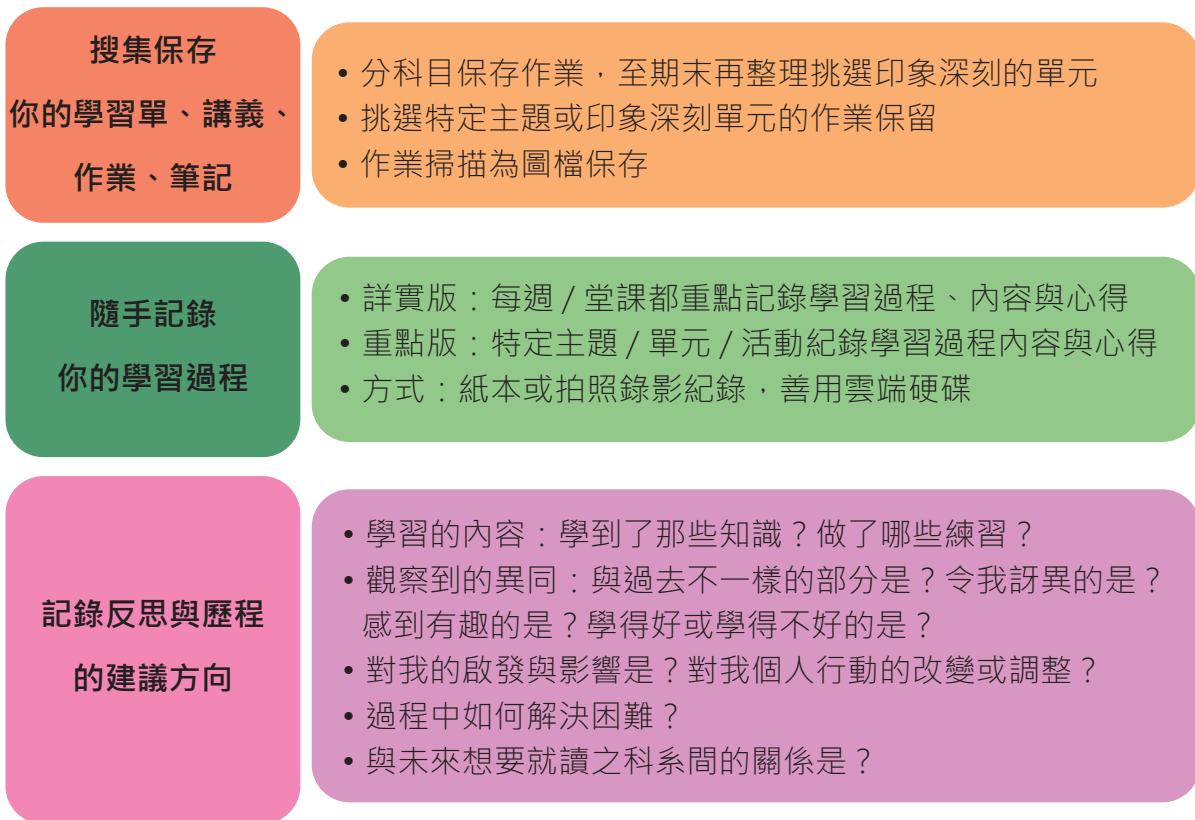 搜集保存
你的學習單、講義、
作業、筆記
• 分科目保存作業，至期末再整理挑選印象深刻的單元
• 挑選特定主題或印象深刻單元的作業保留
• 作業掃描為圖檔保存
隨手記錄
你的學習過程
• 詳實版：每週 / 堂課都重點記錄學習過程、內容與心得
• 重點版：特定主題 / 單元 / 活動紀錄學習過程內容與心得
• 方式：紙本或拍照錄影紀錄，善用雲端硬碟
記錄反思與歷程
的建議方向
• 學習的內容：學到了那些知識？做了哪些練習？
• 觀察到的異同：與過去不一樣的部分是？令我訝異的是？
感到有趣的是？學得好或學得不好的是？
• 對我的啟發與影響是？對我個人行動的改變或調整？
• 過程中如何解決困難？
• 與未來想要就讀之科系間的關係是？